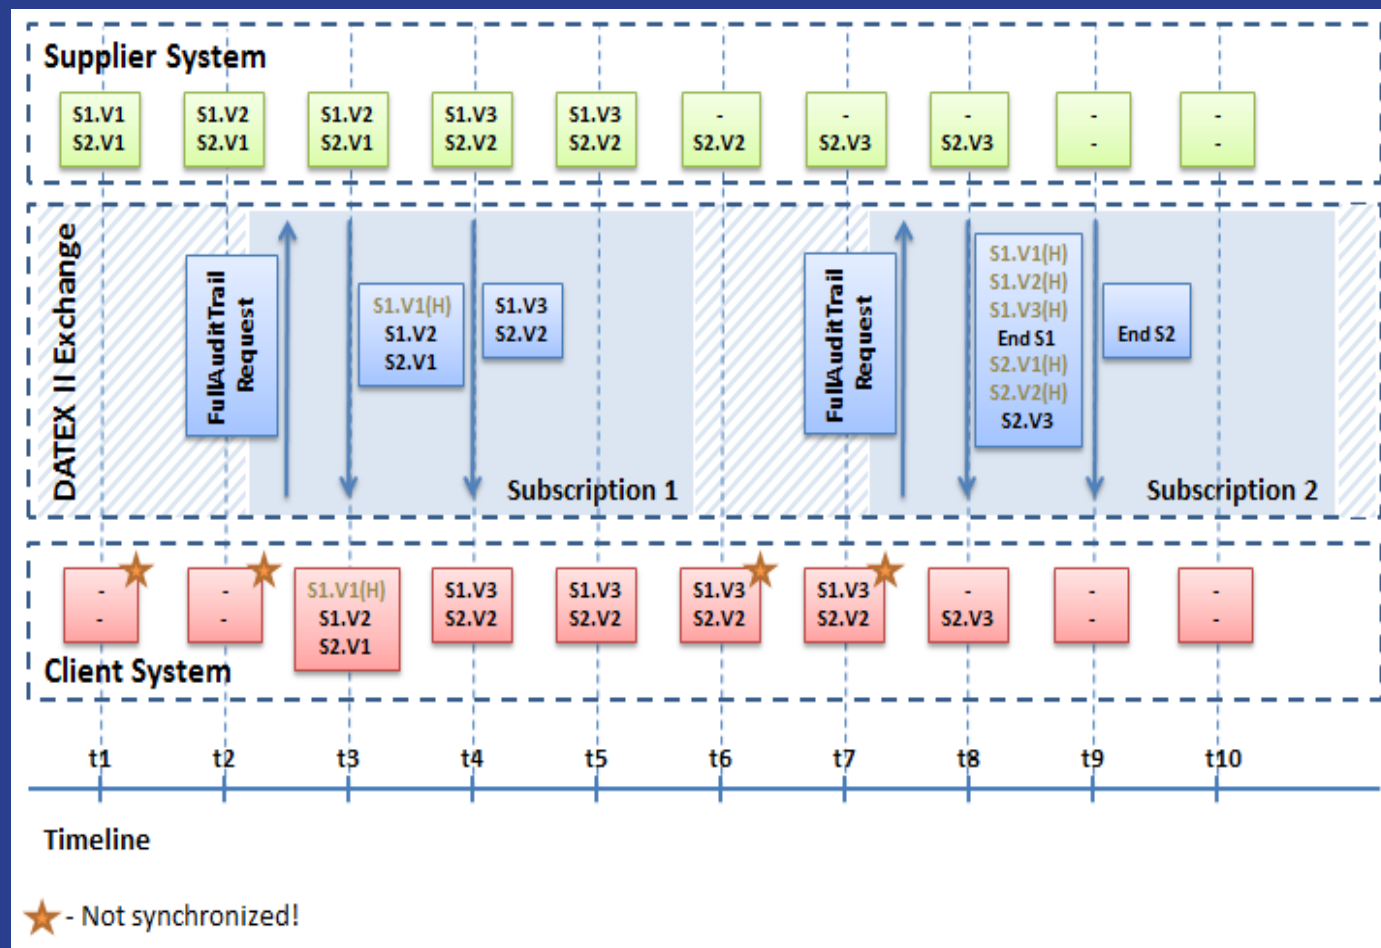 Supplier System
S1.V1
S2.V1
S1.V2
S2.V1
S1.V2
S2.V1
S1.V3
S2.V2
S1.V3
S2.V2
-
S2.V2
-
S2.V3
-
S2.V3
-
-
-
-
DATEX II Exchange
FullAuditTrail
Request
S1.V1(H)
S1.V2
S2.V1
S1.V3
S2.V2
Subscription 1
FullAuditTrail
Request
S1.V1(H)
S1.V2(H)
S1.V3(H)
End S1
S2.V1(H)
S2.V2(H)
S2.V3
End S2
Subscription 2
-
-
-
-
S1.V1(H)
S1.V2
S2.V1
S1.V3
S2.V2
S1.V3
S2.V2
S1.V3
S2.V2
S1.V3
S2.V2
-
S2.V3
-
-
-
-
Client System
t1 t2 t3 t4 t5 t6 t7 t8 t9 t10
Timeline
- Not synchronized!